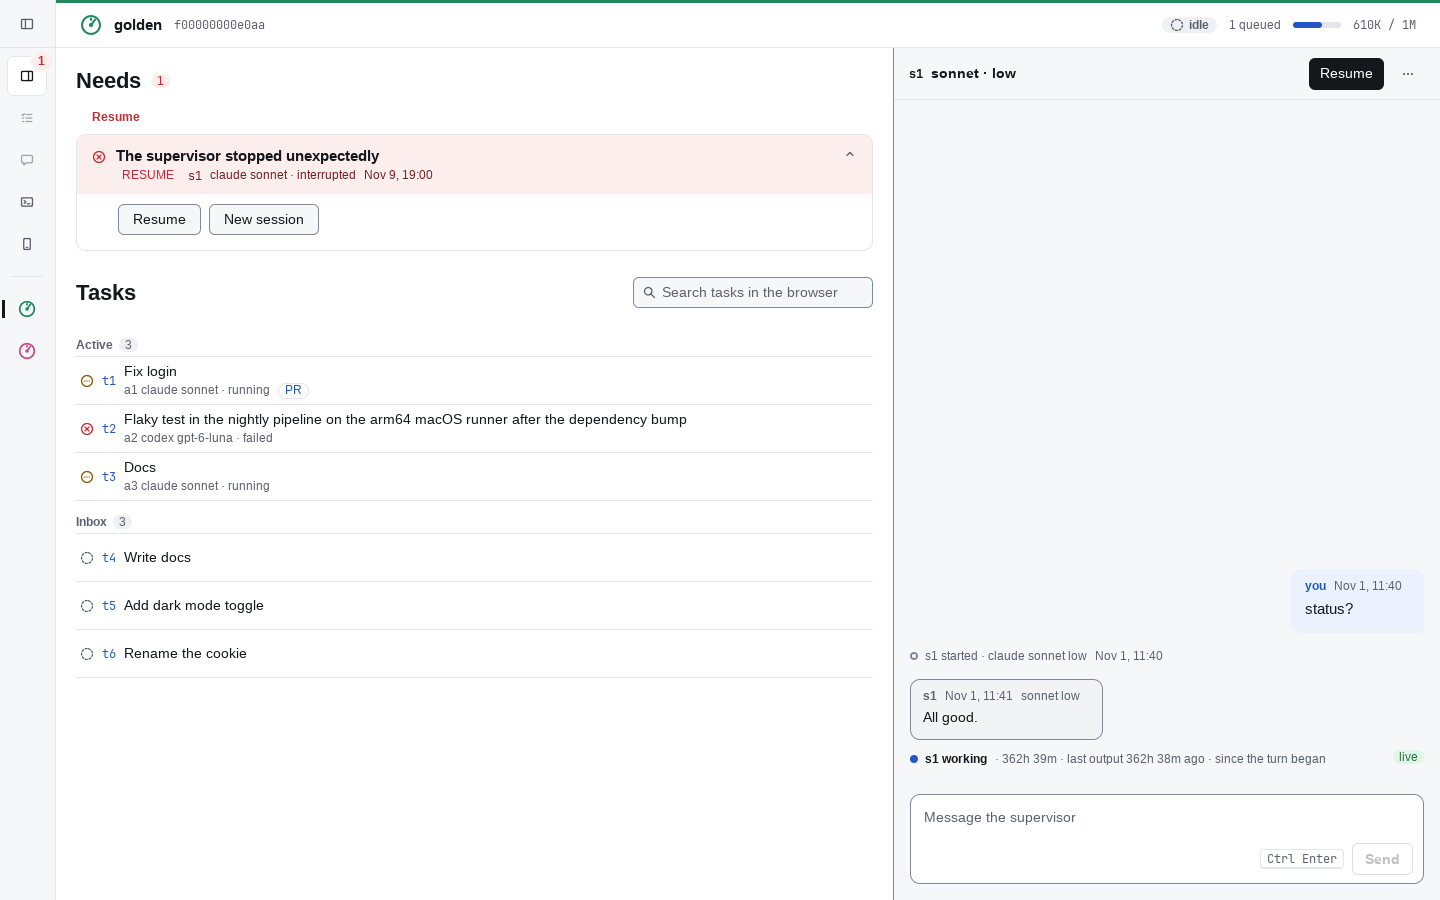 golden f00000000e0aa
idle 1 queued 610K / 1M
1
Needs 1
Resume
The supervisor stopped unexpectedly
RESUME s1 claude sonnet · interrupted Nov 9, 19:00
Resume New session
Tasks
Search tasks in the browser
Active 3
t1 Fix login
a1 claude sonnet · running PR
t2 Flaky test in the nightly pipeline on the arm64 macOS runner after the dependency bump
a2 codex gpt-6-luna · failed
t3 Docs
a3 claude sonnet · running
Inbox 3
t4 Write docs
t5 Add dark mode toggle
t6 Rename the cookie
s1 sonnet · low Resume
you Nov 1, 11:40
status?
s1 started · claude sonnet low Nov 1, 11:40
s1 Nov 1, 11:41 sonnet low
All good.
s1 working · 362h 39m · last output 362h 38m ago · since the turn began live
Message the supervisor
Ctrl Enter Send